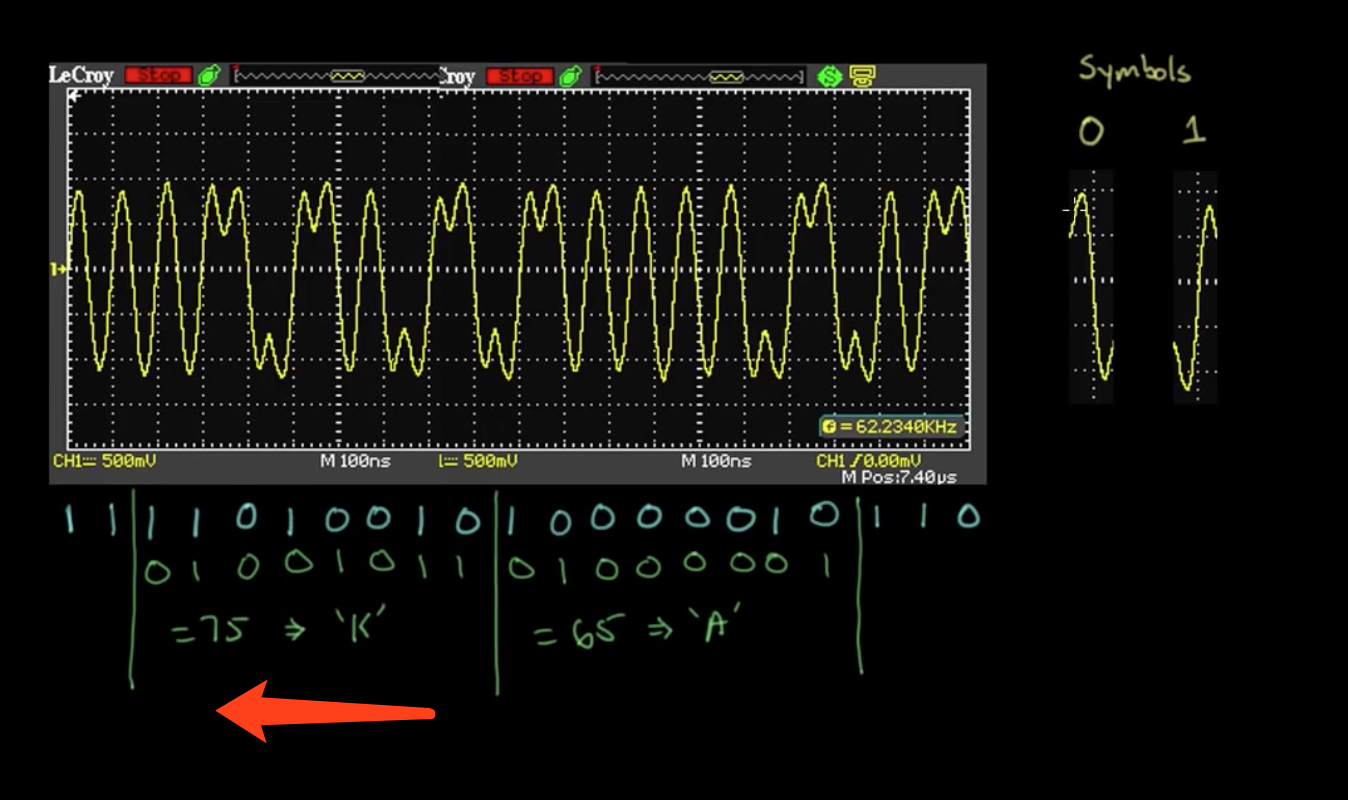 LeCroy Stop Croy Stop
Symbols
0 1
1
f = 62.2340KHz
CH1 500mV M 100ns 500mV M 100ns CH1 /0.00mV
M Pos:7.40µs
1 1 1 1 0 1 0 0 1 0 1 0 0 0 0 0 1 0 1 1 0
0 1 0 0 1 0 1 1 0 1 0 0 0 0 0 1
=75 ⇒ 'K' = 65 ⇒ 'A'